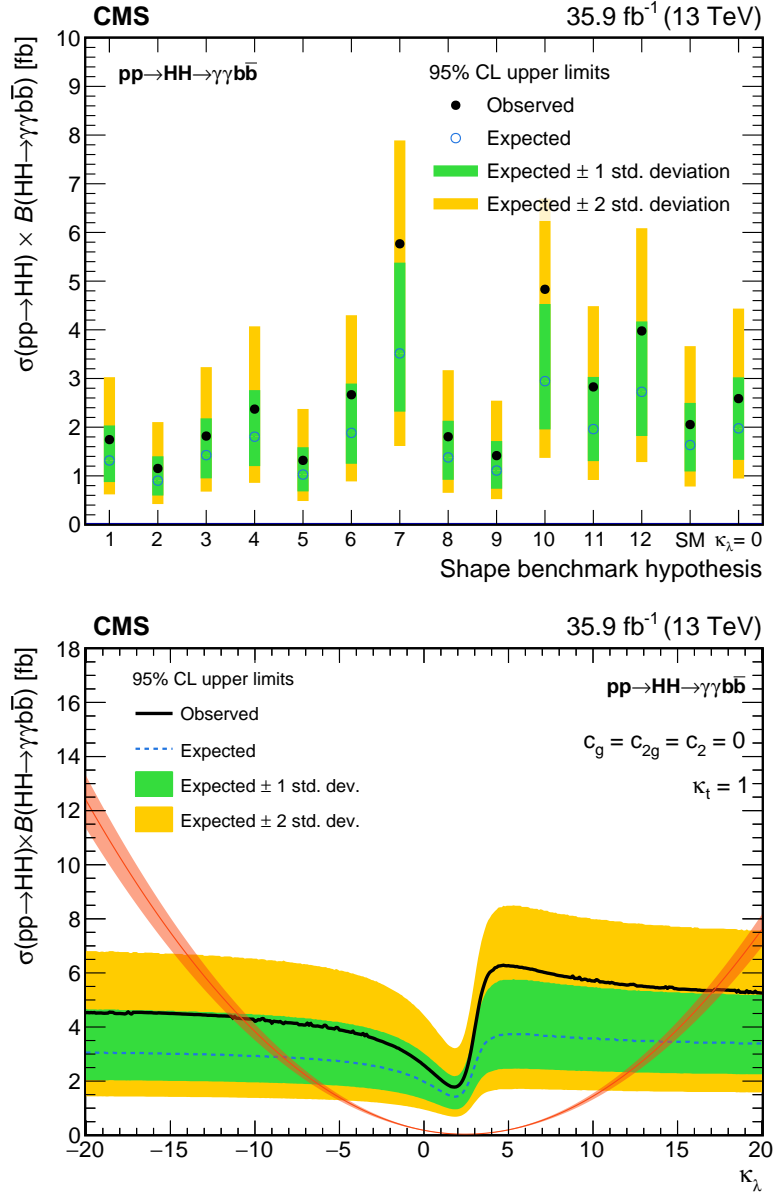 CMS 35.9 fb⁻¹ (13 TeV)
σ(pp→HH) × B(HH→γγbb̄) [fb]
10
9
8
7
6
5
4
3
2
1
0
pp→HH→γγbb̄
95% CL upper limits
Observed
Expected
Expected ± 1 std. deviation
Expected ± 2 std. deviation
1 2 3 4 5 6 7 8 9 10 11 12 SM κλ = 0
Shape benchmark hypothesis
CMS 35.9 fb⁻¹ (13 TeV)
σ(pp→HH)×B(HH→γγbb̄) [fb]
18
16
14
12
10
8
6
4
2
0
95% CL upper limits
Observed
Expected
Expected ± 1 std. dev.
Expected ± 2 std. dev.
pp→HH→γγbb̄
c_g = c_2g = c_2 = 0
κ_t = 1
−20 −15 −10 −5 0 5 10 15 20
κλ